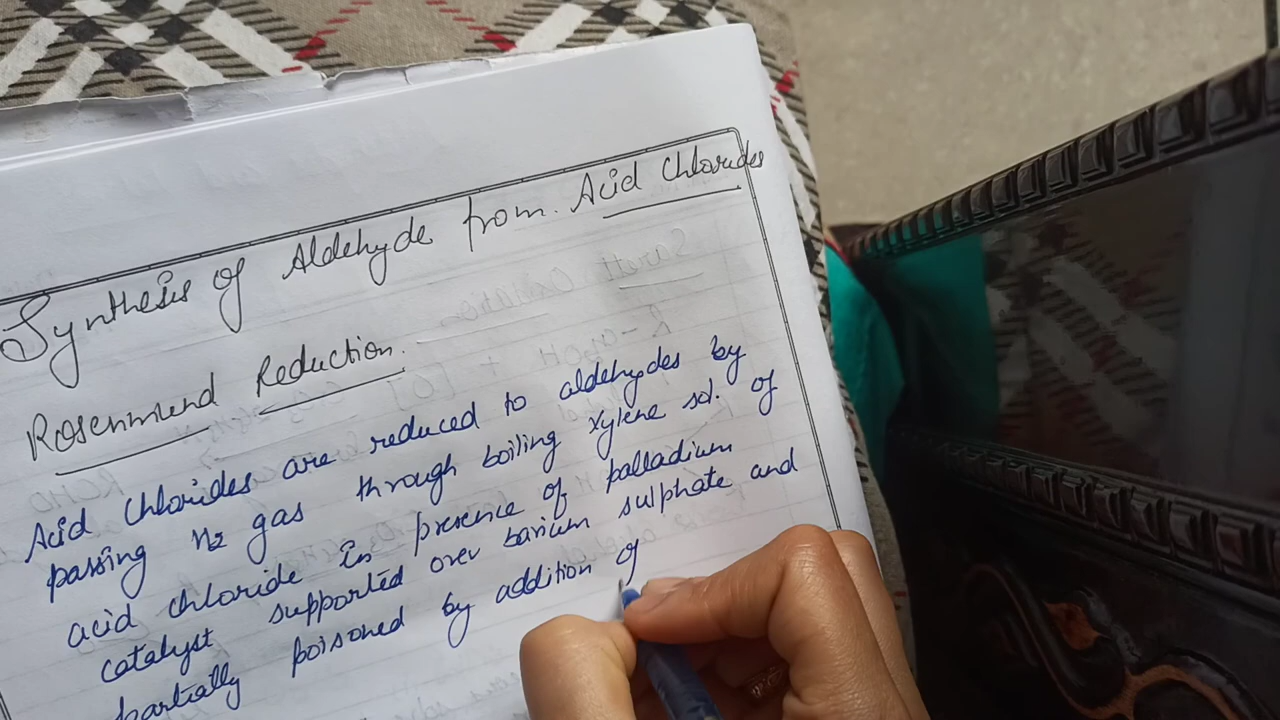 Synthesis of Aldehyde from Acid Chlorides
Rosenmund Reduction.
Acid Chlorides are reduced to aldehydes by
passing H2 gas through boiling xylene sol. of
acid chloride in presence of palladium
catalyst supported over barium sulphate and
partially poisoned by addition of